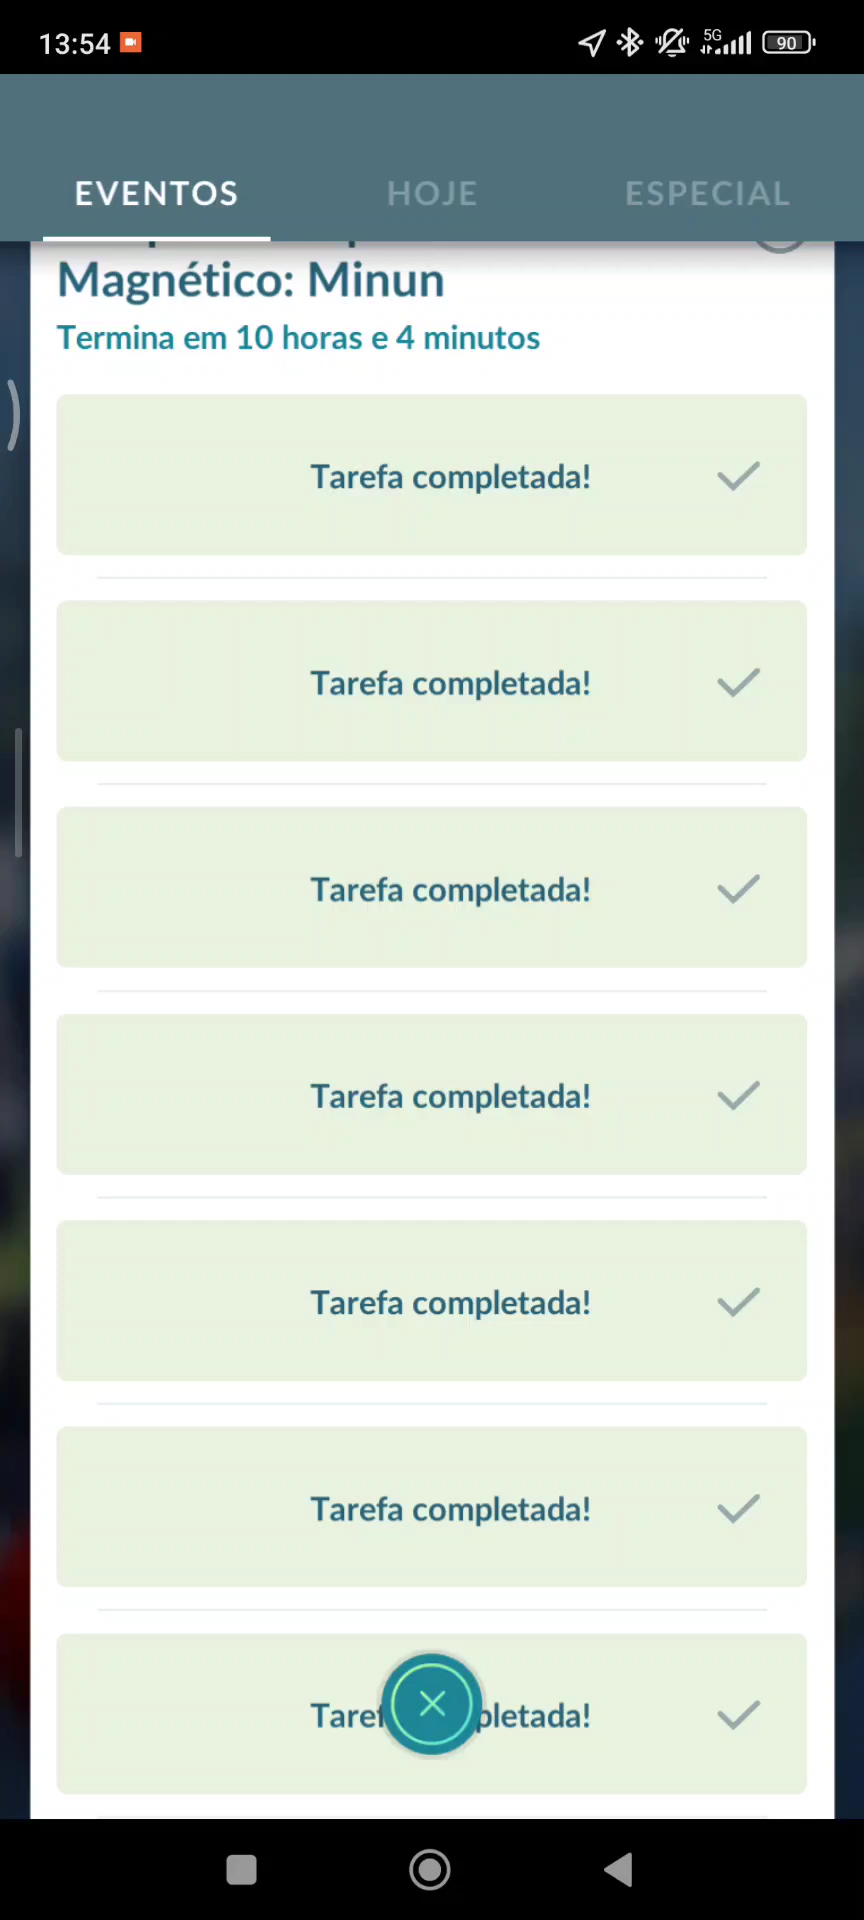 13:54
5G
90
EVENTOS
HOJE
ESPECIAL
Magnético: Minun
Termina em 10 horas e 4 minutos
Tarefa completada!
Tarefa completada!
Tarefa completada!
Tarefa completada!
Tarefa completada!
Tarefa completada!